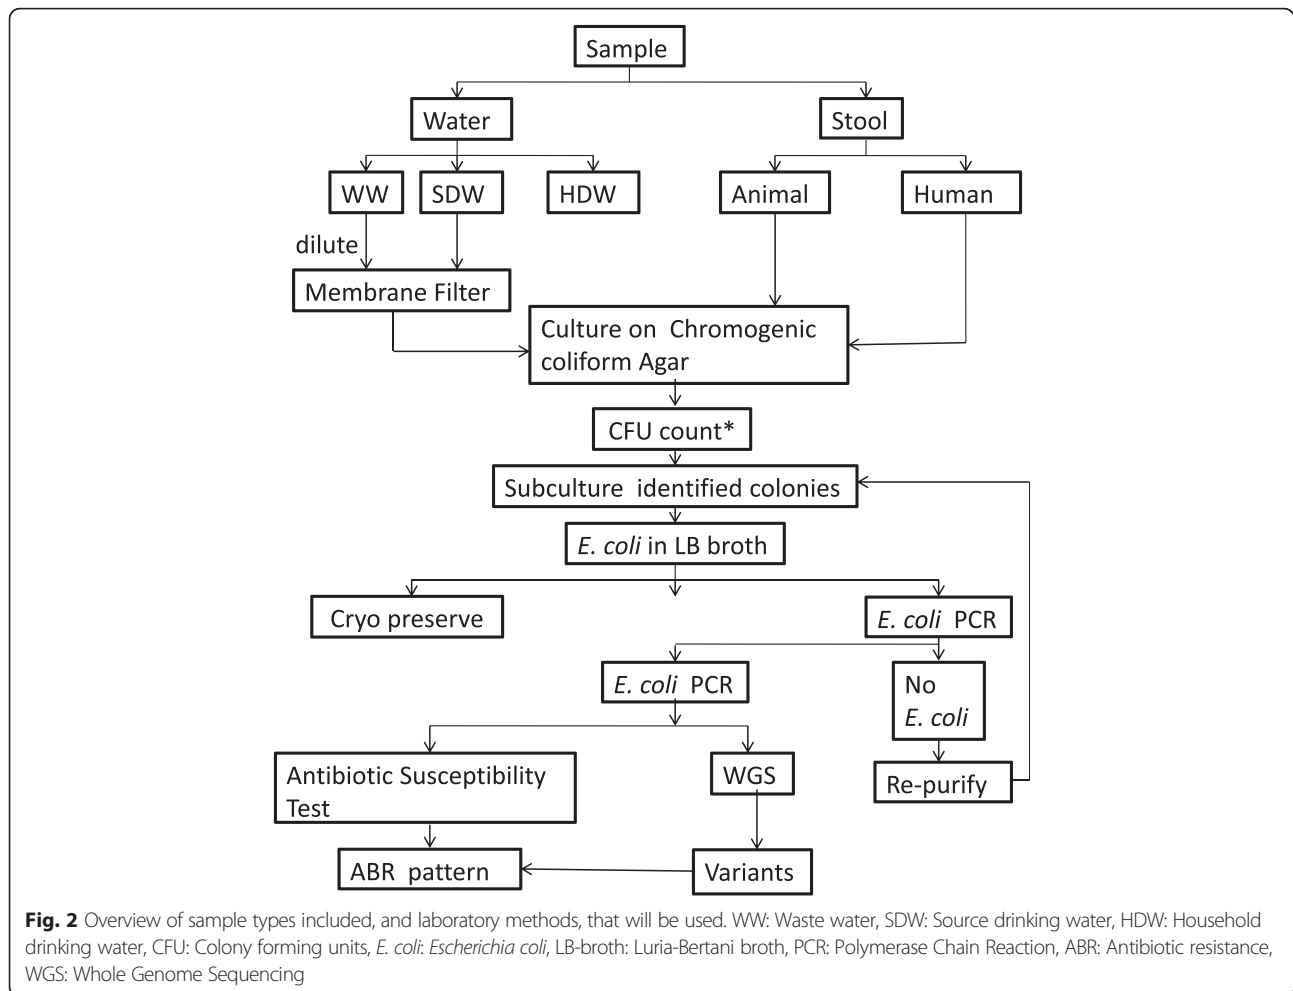 Sample
Water
Stool
WW
SDW
HDW
Animal
Human
dilute
Membrane Filter
Culture on Chromogenic
coliform Agar
CFU count*
Subculture identified colonies
E. coli in LB broth
Cryo preserve
E. coli PCR
E. coli PCR
No
E. coli
Antibiotic Susceptibility
Test
WGS
Re-purify
ABR pattern
Variants
Fig. 2 Overview of sample types included, and laboratory methods, that will be used. WW: Waste water, SDW: Source drinking water, HDW: Household
drinking water, CFU: Colony forming units, E. coli: Escherichia coli, LB-broth: Luria-Bertani broth, PCR: Polymerase Chain Reaction, ABR: Antibiotic resistance,
WGS: Whole Genome Sequencing